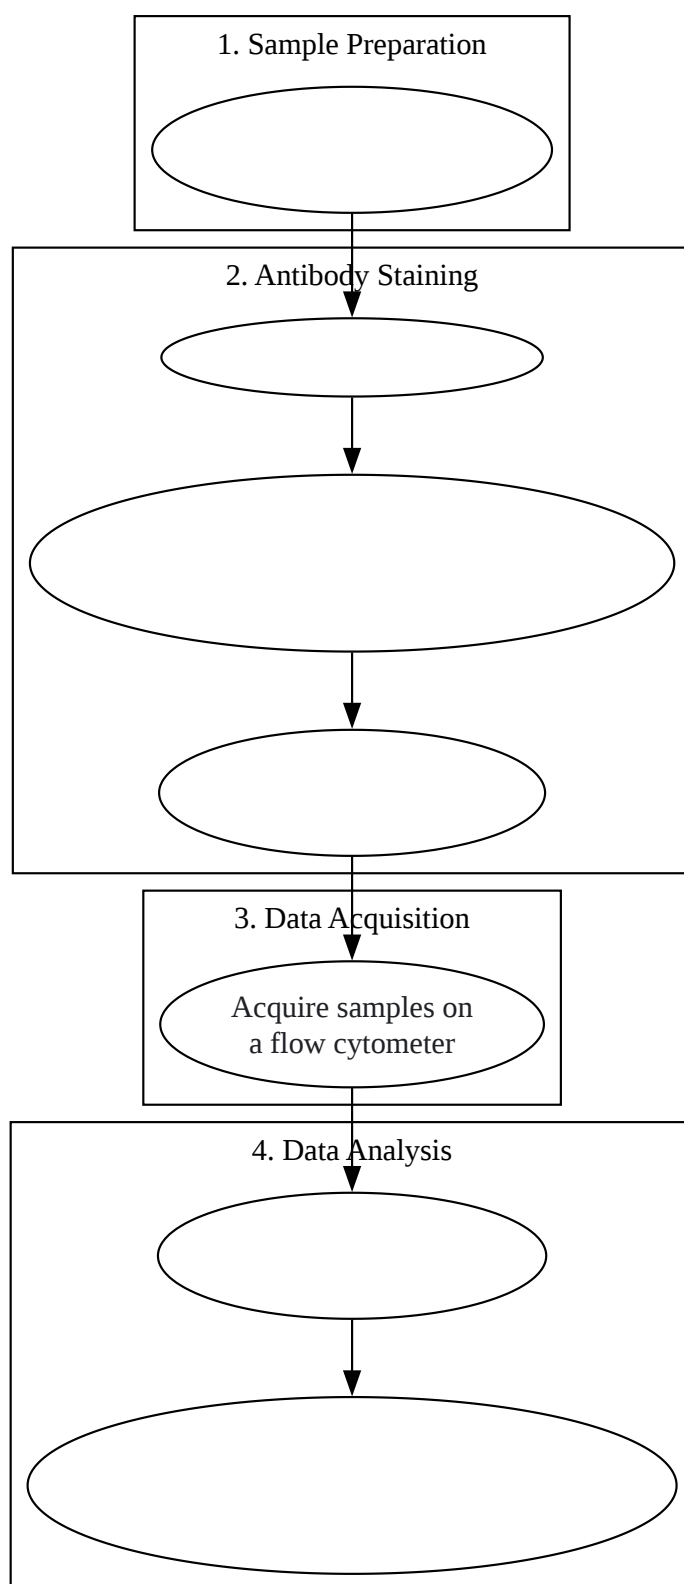 1. Sample Preparation
2. Antibody Staining
3. Data Acquisition
Acquire samples on
a flow cytometer
4. Data Analysis